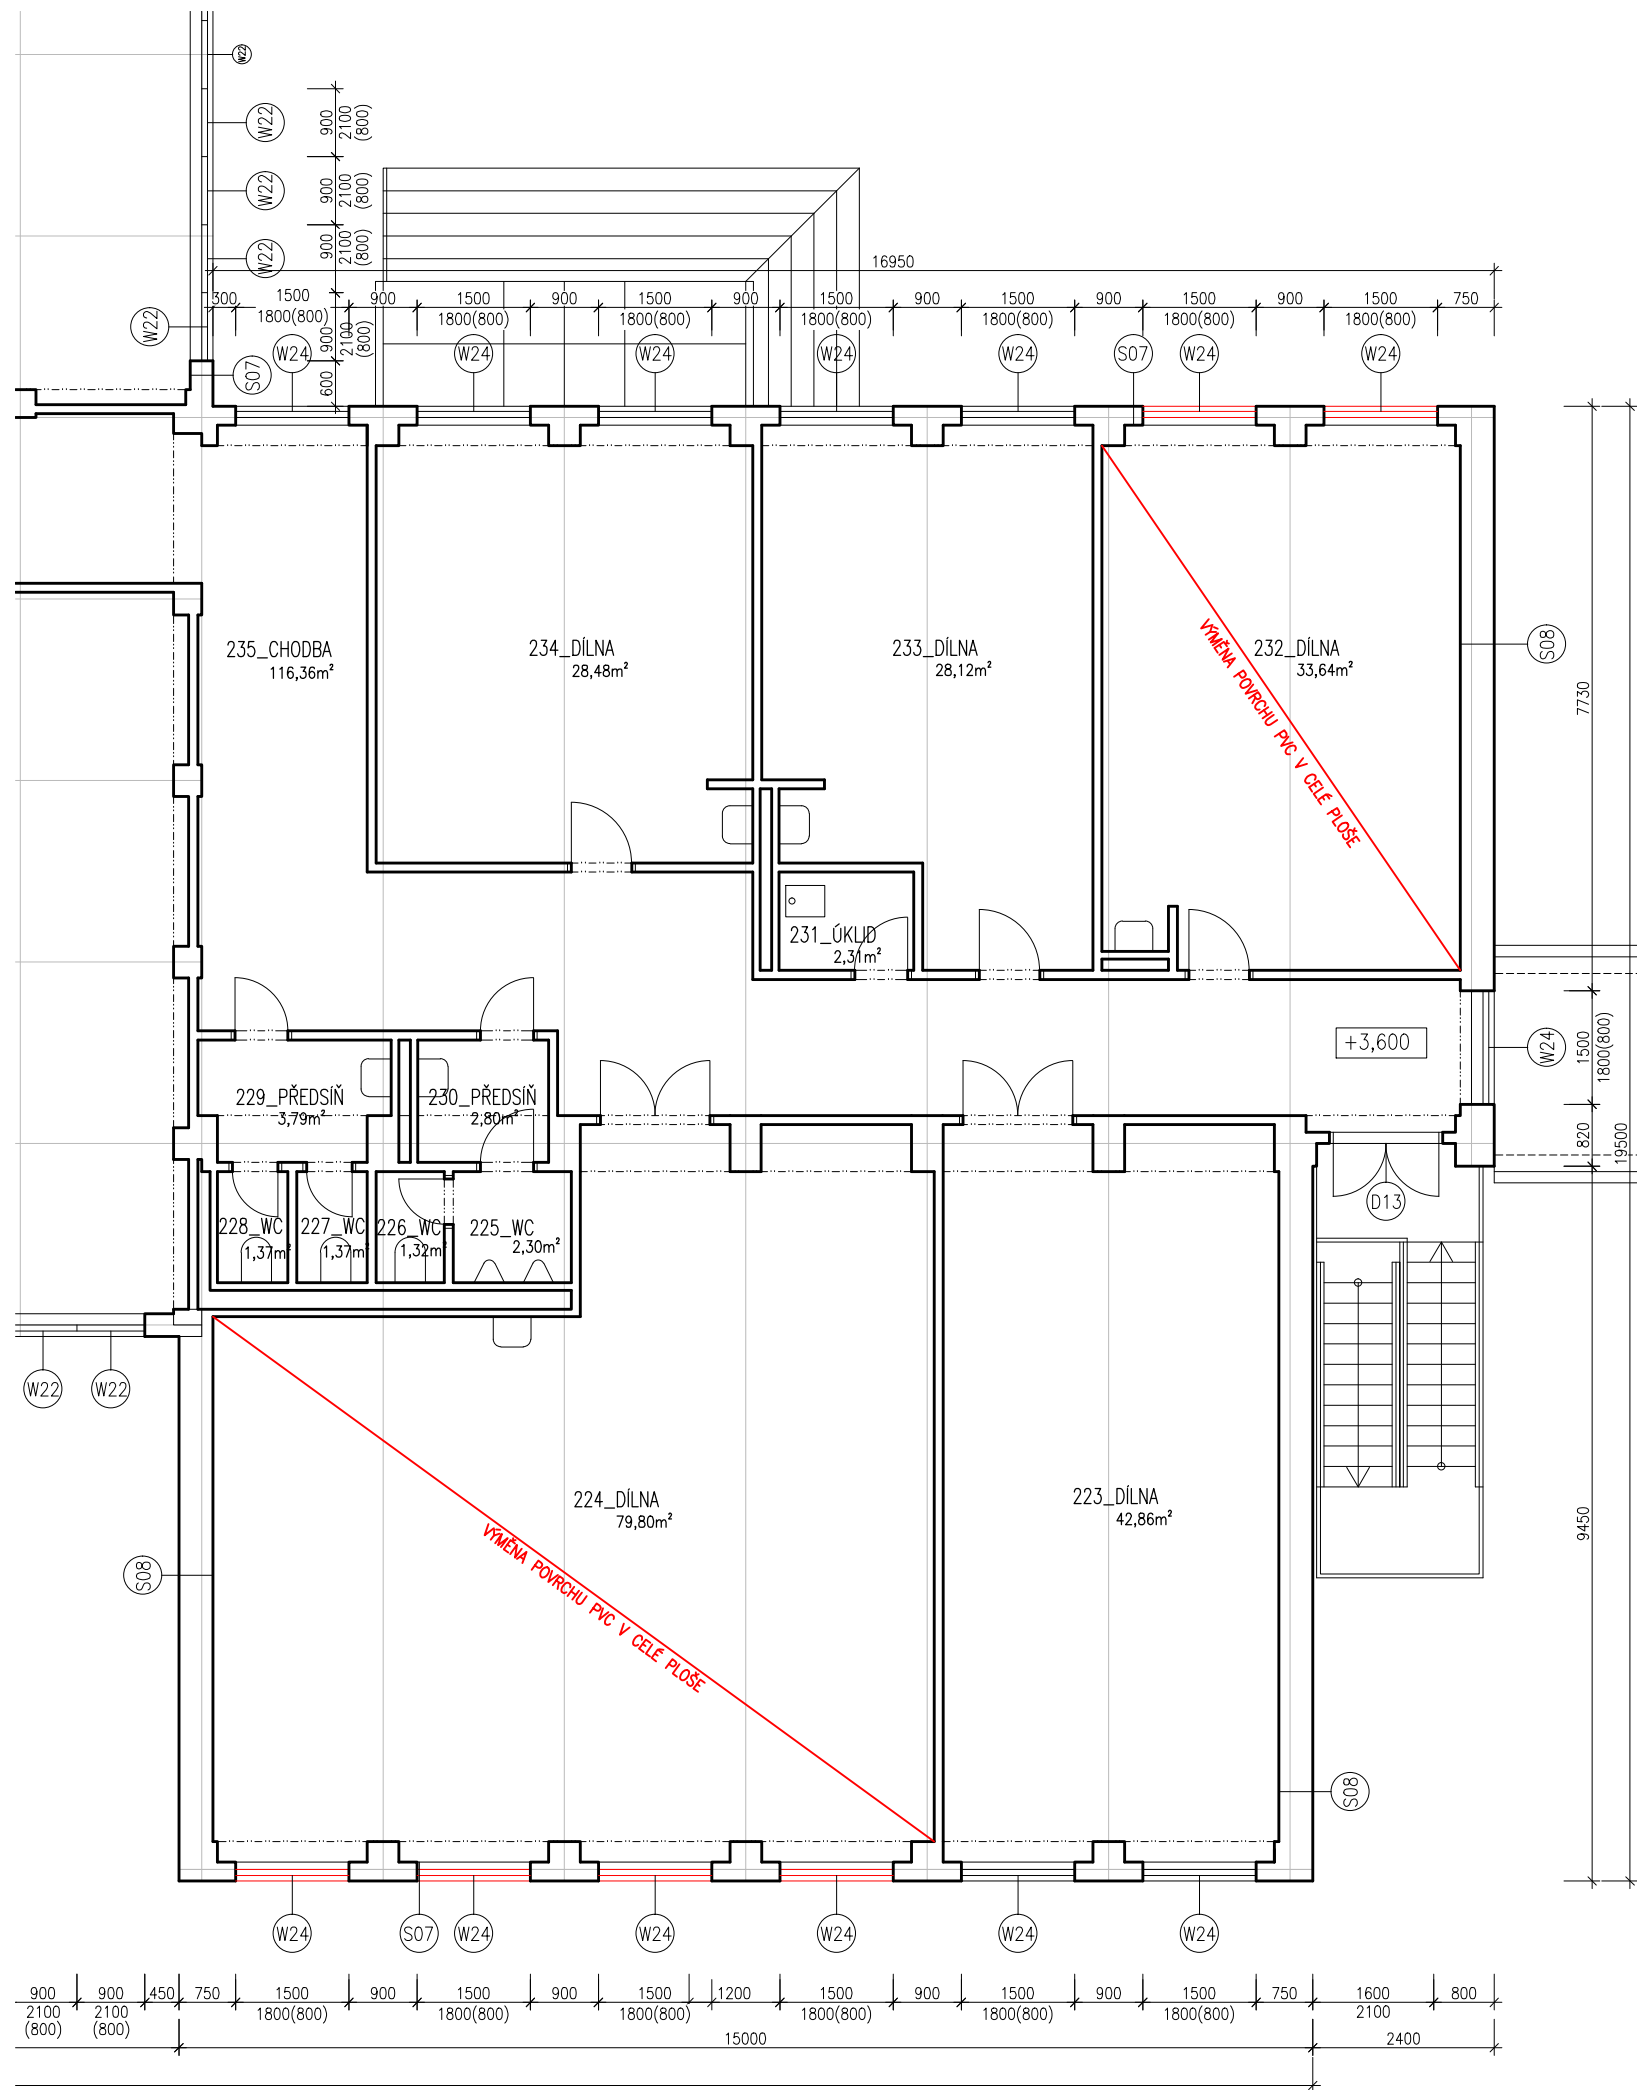 W22
W22
900
2100
(800)
W22
900
2100
(800)
W22
900
2100
(800)
16950
300
1500
900
1500
900
1500
900
1500
900
1500
900
1500
900
1500
750
1800(800)
1800(800)
1800(800)
1800(800)
1800(800)
1800(800)
1800(800)
W22
900
2100
(800)
W24
W24
W24
W24
W24
S07
W24
W24
S07
600
235_CHODBA
116,36m²
234_DÍLNA
28,48m²
233_DÍLNA
28,12m²
232_DÍLNA
33,64m²
VÝMĚNA POVRCHU PVC V CELÉ PLOŠE
S08
7730
231_ÚKLID
2,31m²
+3,600
W24
1500
1800(800)
229_PŘEDSÍŇ
3,79m²
230_PŘEDSÍŇ
2,80m²
820
19500
D13
228_WC
1,37m²
227_WC
1,37m²
226_WC
1,32m²
225_WC
2,30m²
W22
W22
224_DÍLNA
79,80m²
223_DÍLNA
42,86m²
VÝMĚNA POVRCHU PVC V CELÉ PLOŠE
9450
S08
S08
W24
S07
W24
W24
W24
W24
W24
900
900
450
750
1500
900
1500
900
1500
1200
1500
900
1500
900
1500
750
1600
800
2100
2100
1800(800)
1800(800)
1800(800)
1800(800)
1800(800)
1800(800)
2100
(800)
(800)
15000
2400